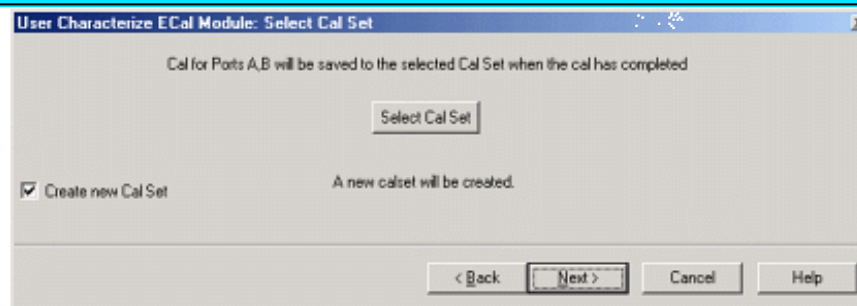 User Characterize ECal Module: Select Cal Set
Cal for Ports A,B will be saved to the selected Cal Set when the cal has completed
Select Cal Set
Create new Cal Set
A new calset will be created.
< Back
Next >
Cancel
Help